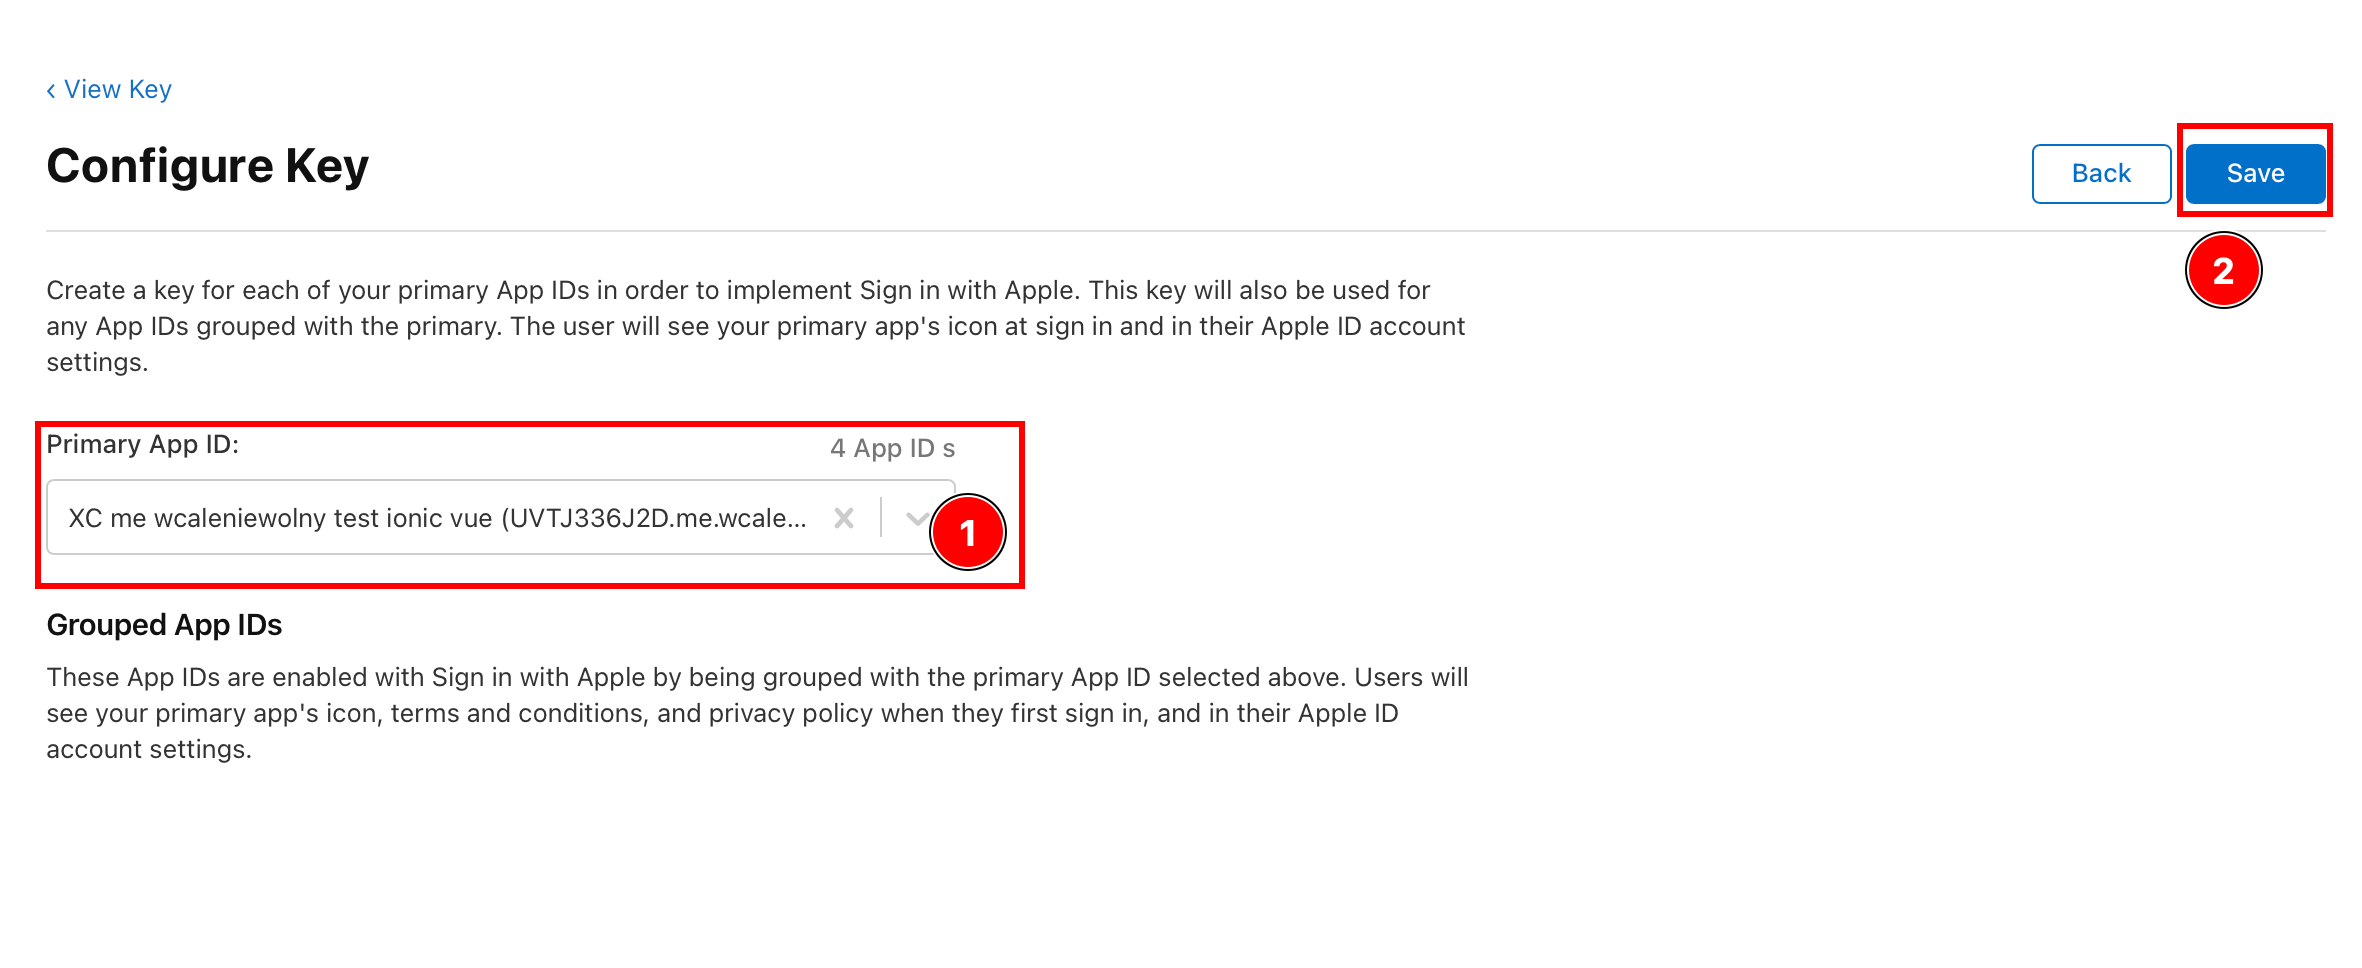 ‹ View Key
Configure Key
Back
Save
2
Create a key for each of your primary App IDs in order to implement Sign in with Apple. This key will also be used for
any App IDs grouped with the primary. The user will see your primary app's icon at sign in and in their Apple ID account
settings.
Primary App ID:
4 App ID s
XC me wcaleniewolny test ionic vue (UVTJ336J2D.me.wcale...
1
Grouped App IDs
These App IDs are enabled with Sign in with Apple by being grouped with the primary App ID selected above. Users will
see your primary app's icon, terms and conditions, and privacy policy when they first sign in, and in their Apple ID
account settings.